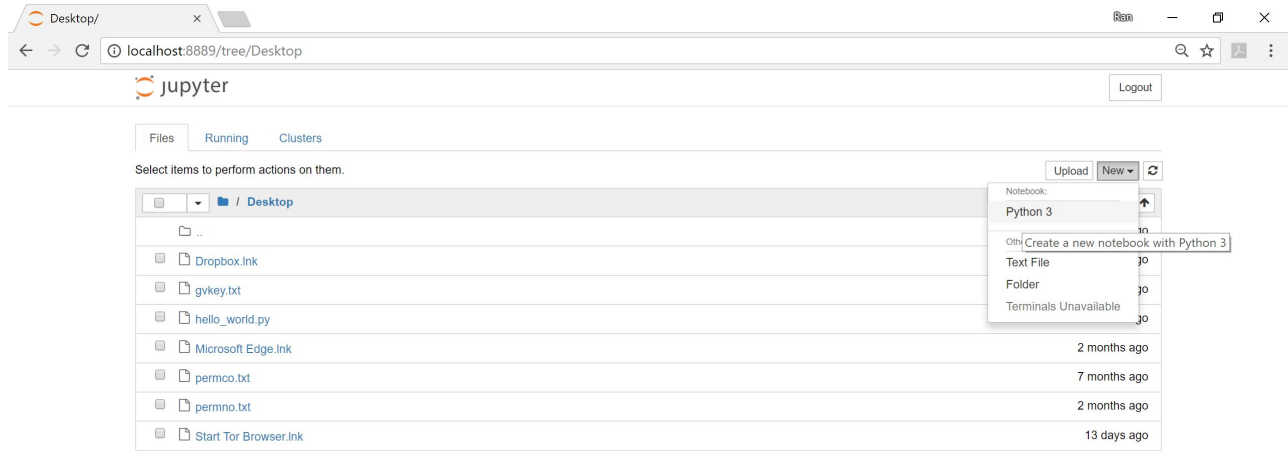 Desktop/
Ran
localhost:8889/tree/Desktop
jupyter
Logout
Files Running Clusters
Select items to perform actions on them.
Upload New
Notebook:
/ Desktop
Python 3
..
Create a new notebook with Python 3
Dropbox.lnk
Text File
Folder
gvkey.txt
Terminals Unavailable
hello_world.py
Microsoft Edge.lnk 2 months ago
permco.txt 7 months ago
permno.txt 2 months ago
Start Tor Browser.lnk 13 days ago